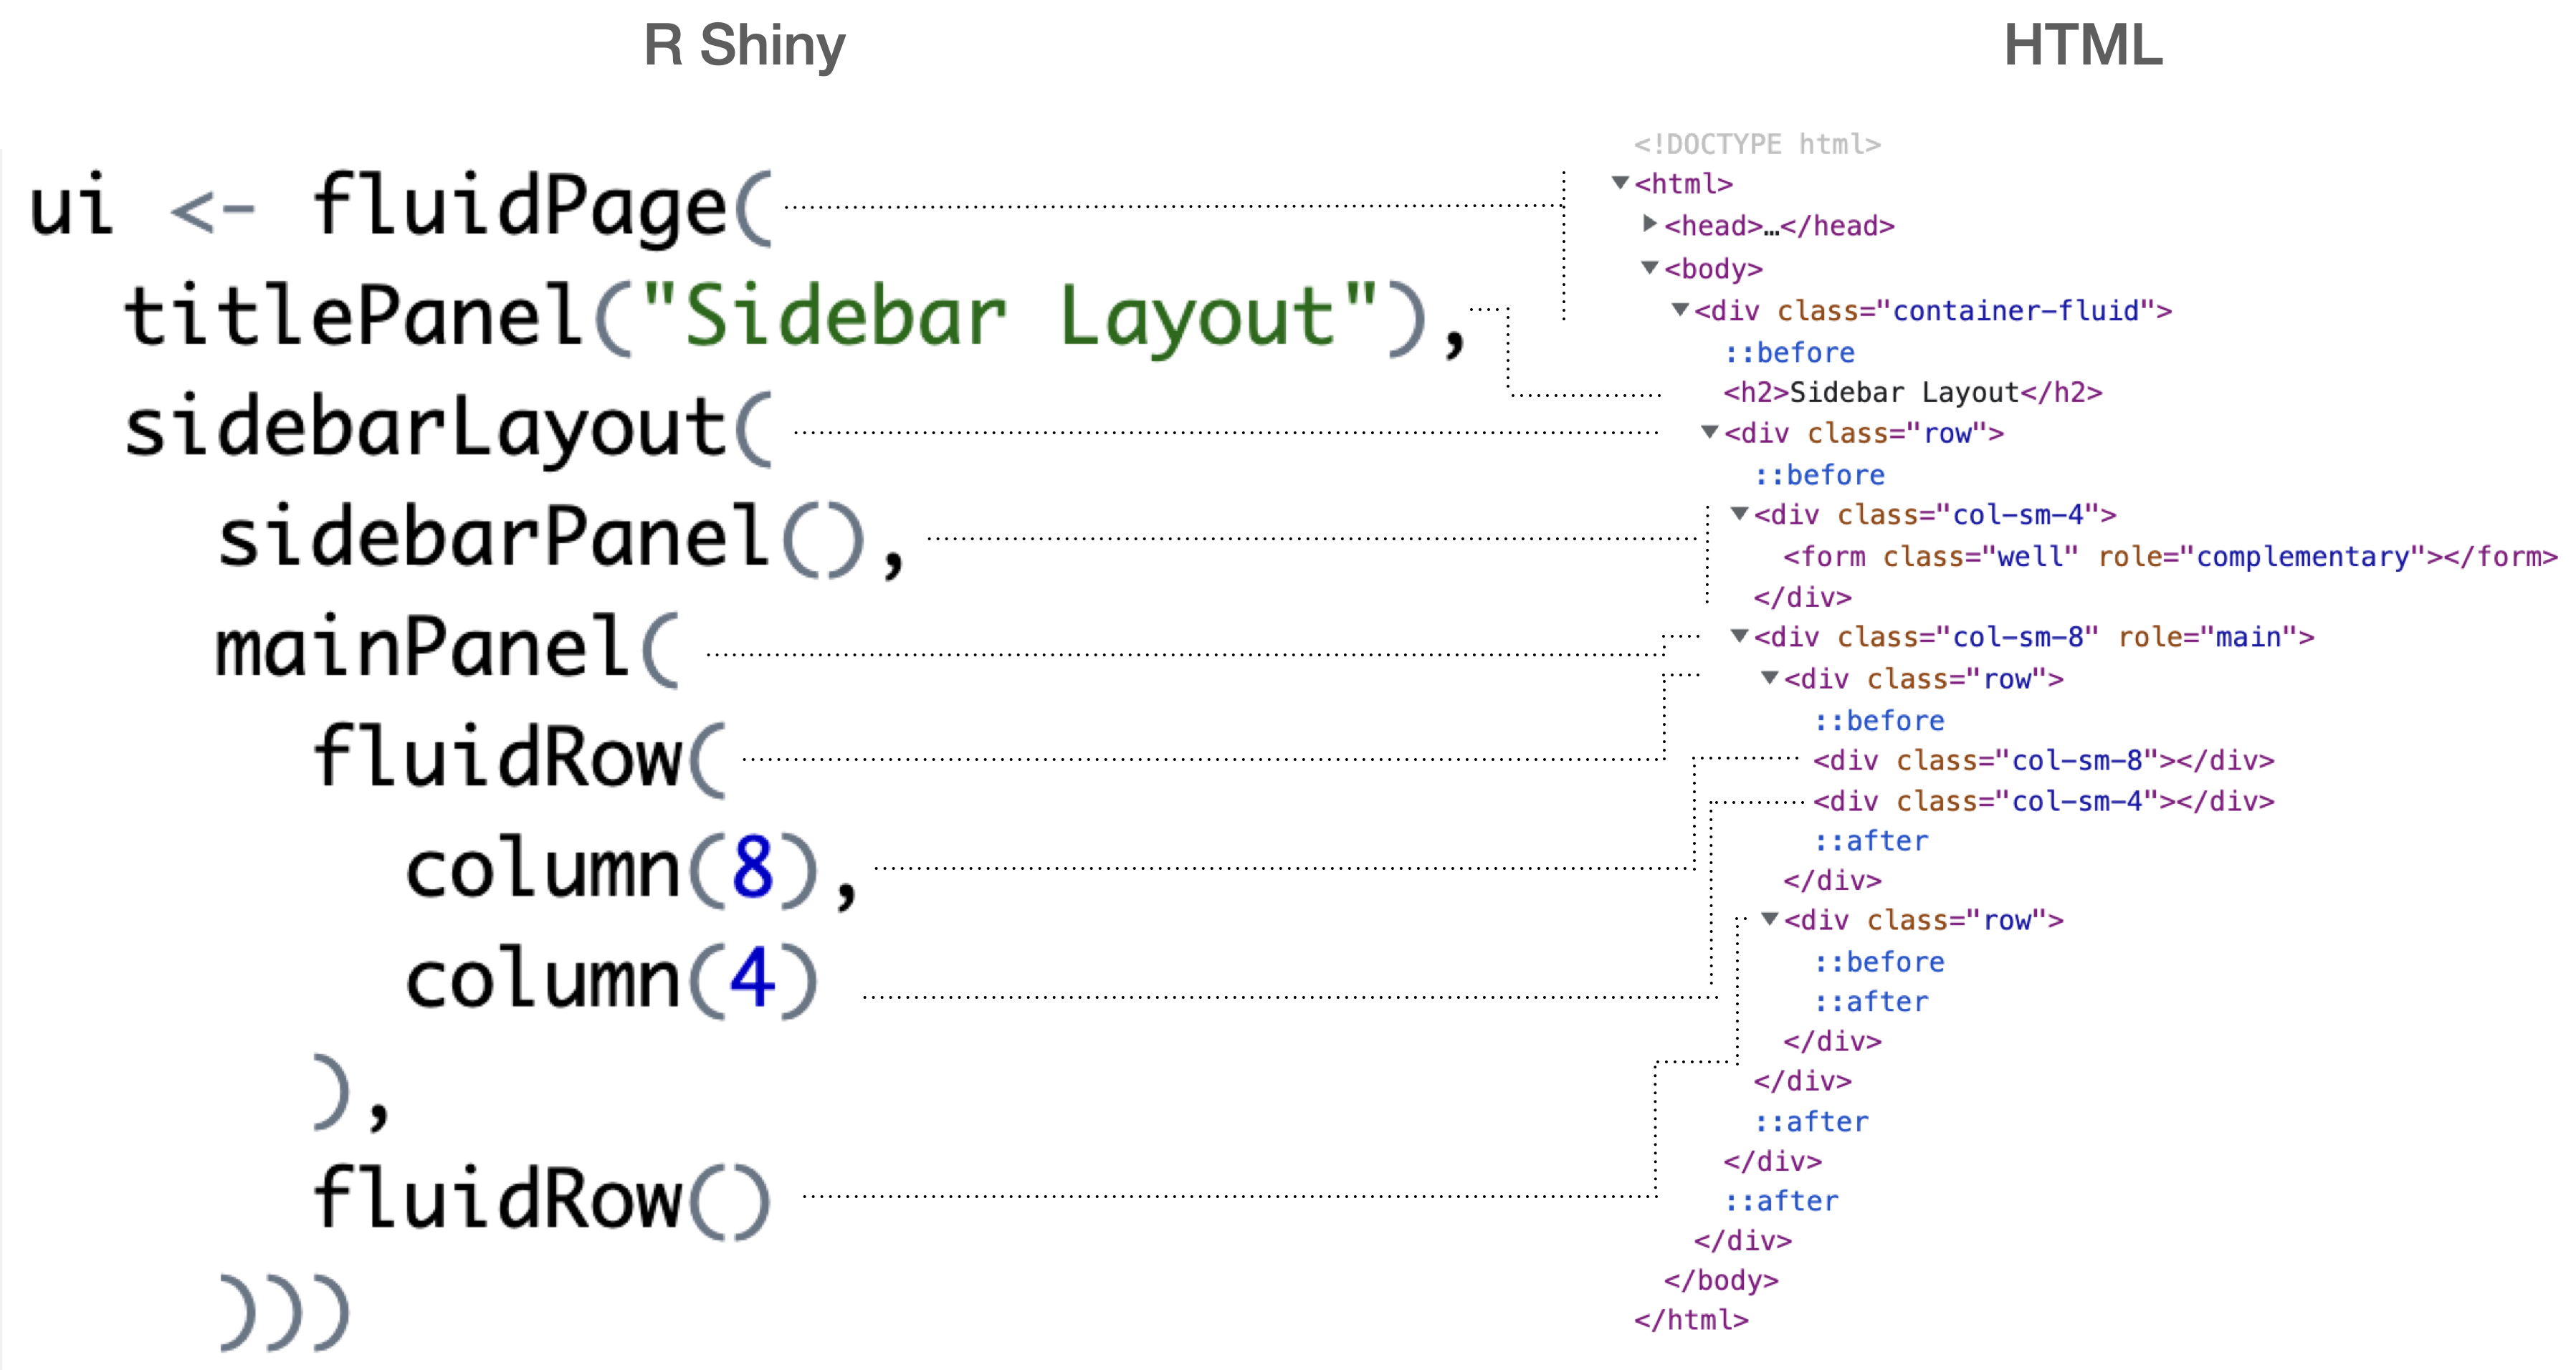 R Shiny
ui <- fluidPage(
titlePanel("Sidebar Layout"),
sidebarLayout(
sidebarPanel(),
mainPanel(
fluidRow(
column(8),
column(4)
),
fluidRow()
)))
HTML
<!DOCTYPE html>
<html>
<head>…</head>
<body>
<div class="container-fluid">
::before
<h2>Sidebar Layout</h2>
<div class="row">
::before
<div class="col-sm-4">
<form class="well" role="complementary"></form>
</div>
<div class="col-sm-8" role="main">
<div class="row">
::before
<div class="col-sm-8"></div>
<div class="col-sm-4"></div>
::after
</div>
<div class="row">
::before
::after
</div>
</div>
::after
</div>
::after
</div>
</body>
</html>